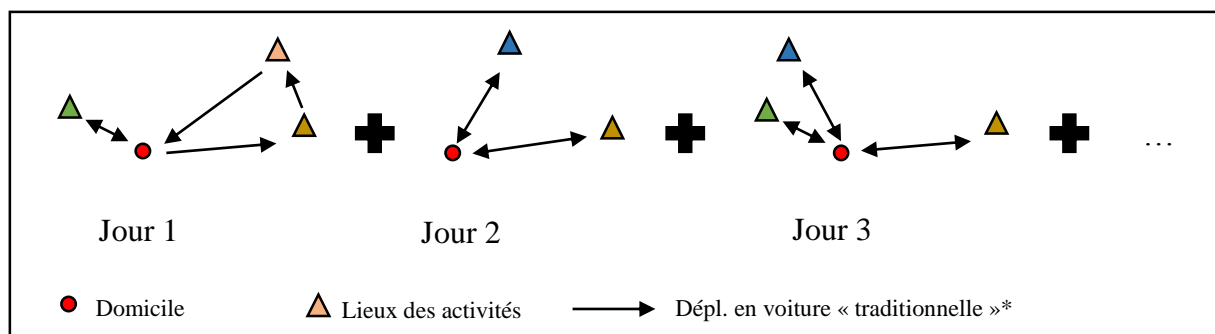 ...
Jour 1
Jour 2
Jour 3
Domicile
Lieux des activités
Dépl. en voiture « traditionnelle »*